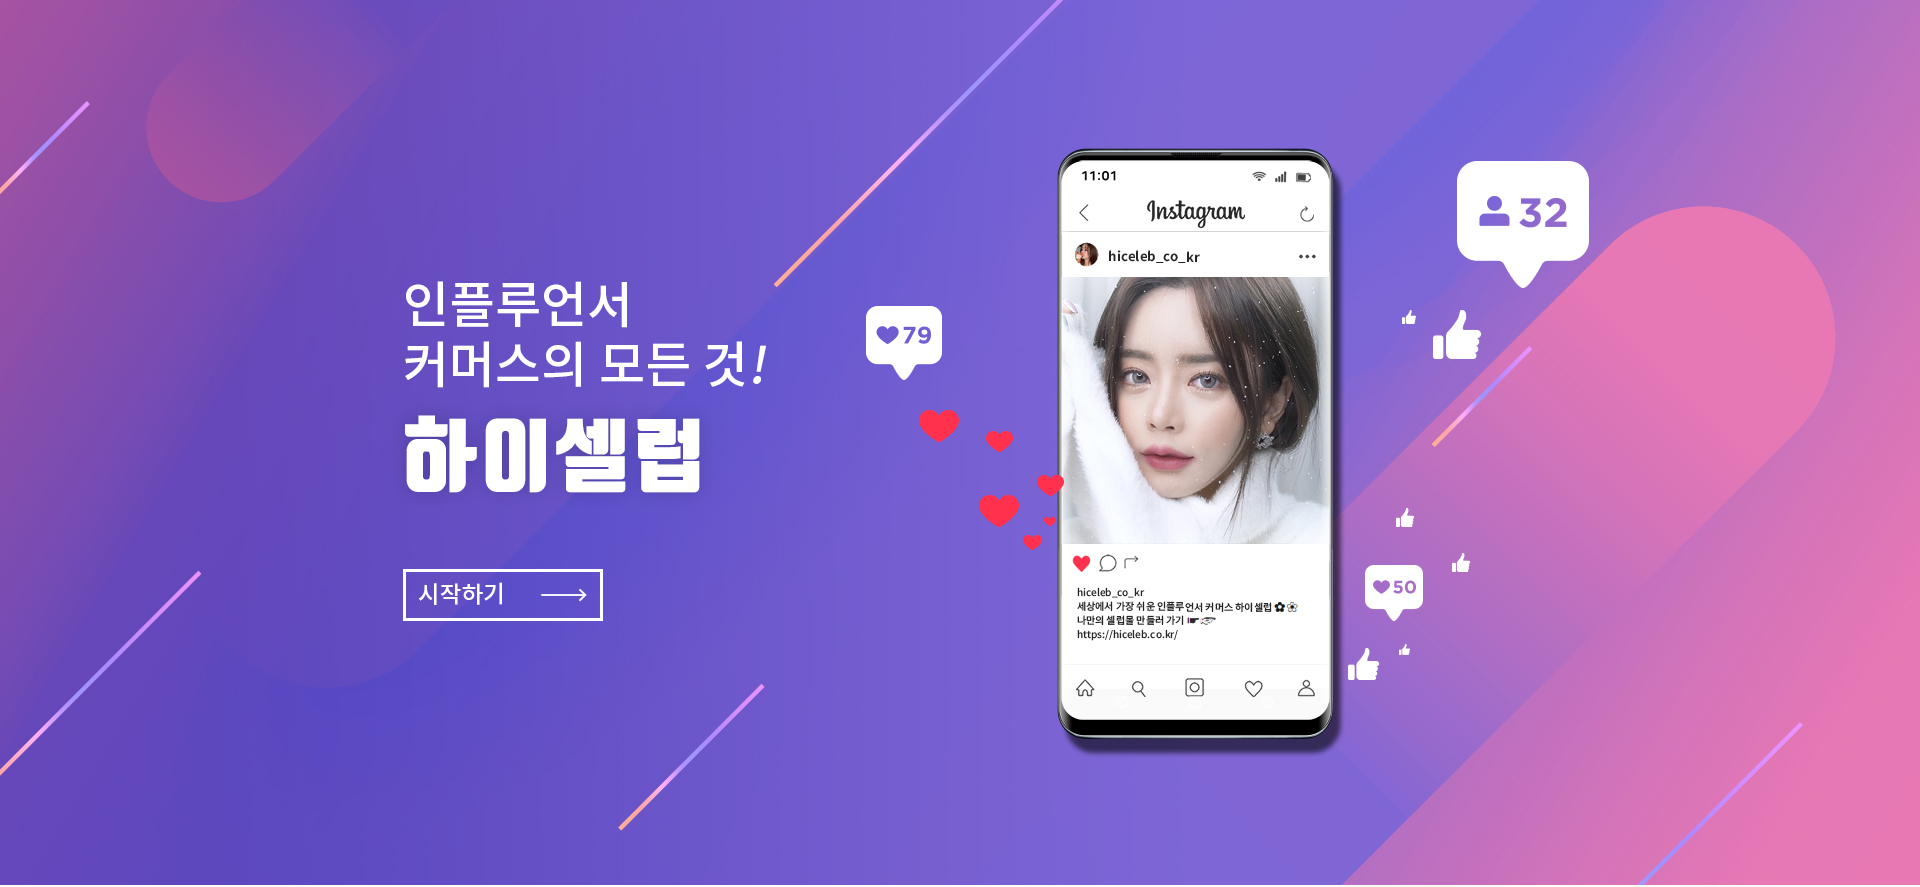 인플루언서
커머스의 모든 것!
하이셀럽
시작하기
79
11:01
Instagram
hiceleb_co_kr
hiceleb_co_kr
세상에서 가장 쉬운 인플루언서 커머스 하이셀럽 ✿❀
나만의 셀럽몰 만들러 가기 ☛☞
https://hiceleb.co.kr/
32
50